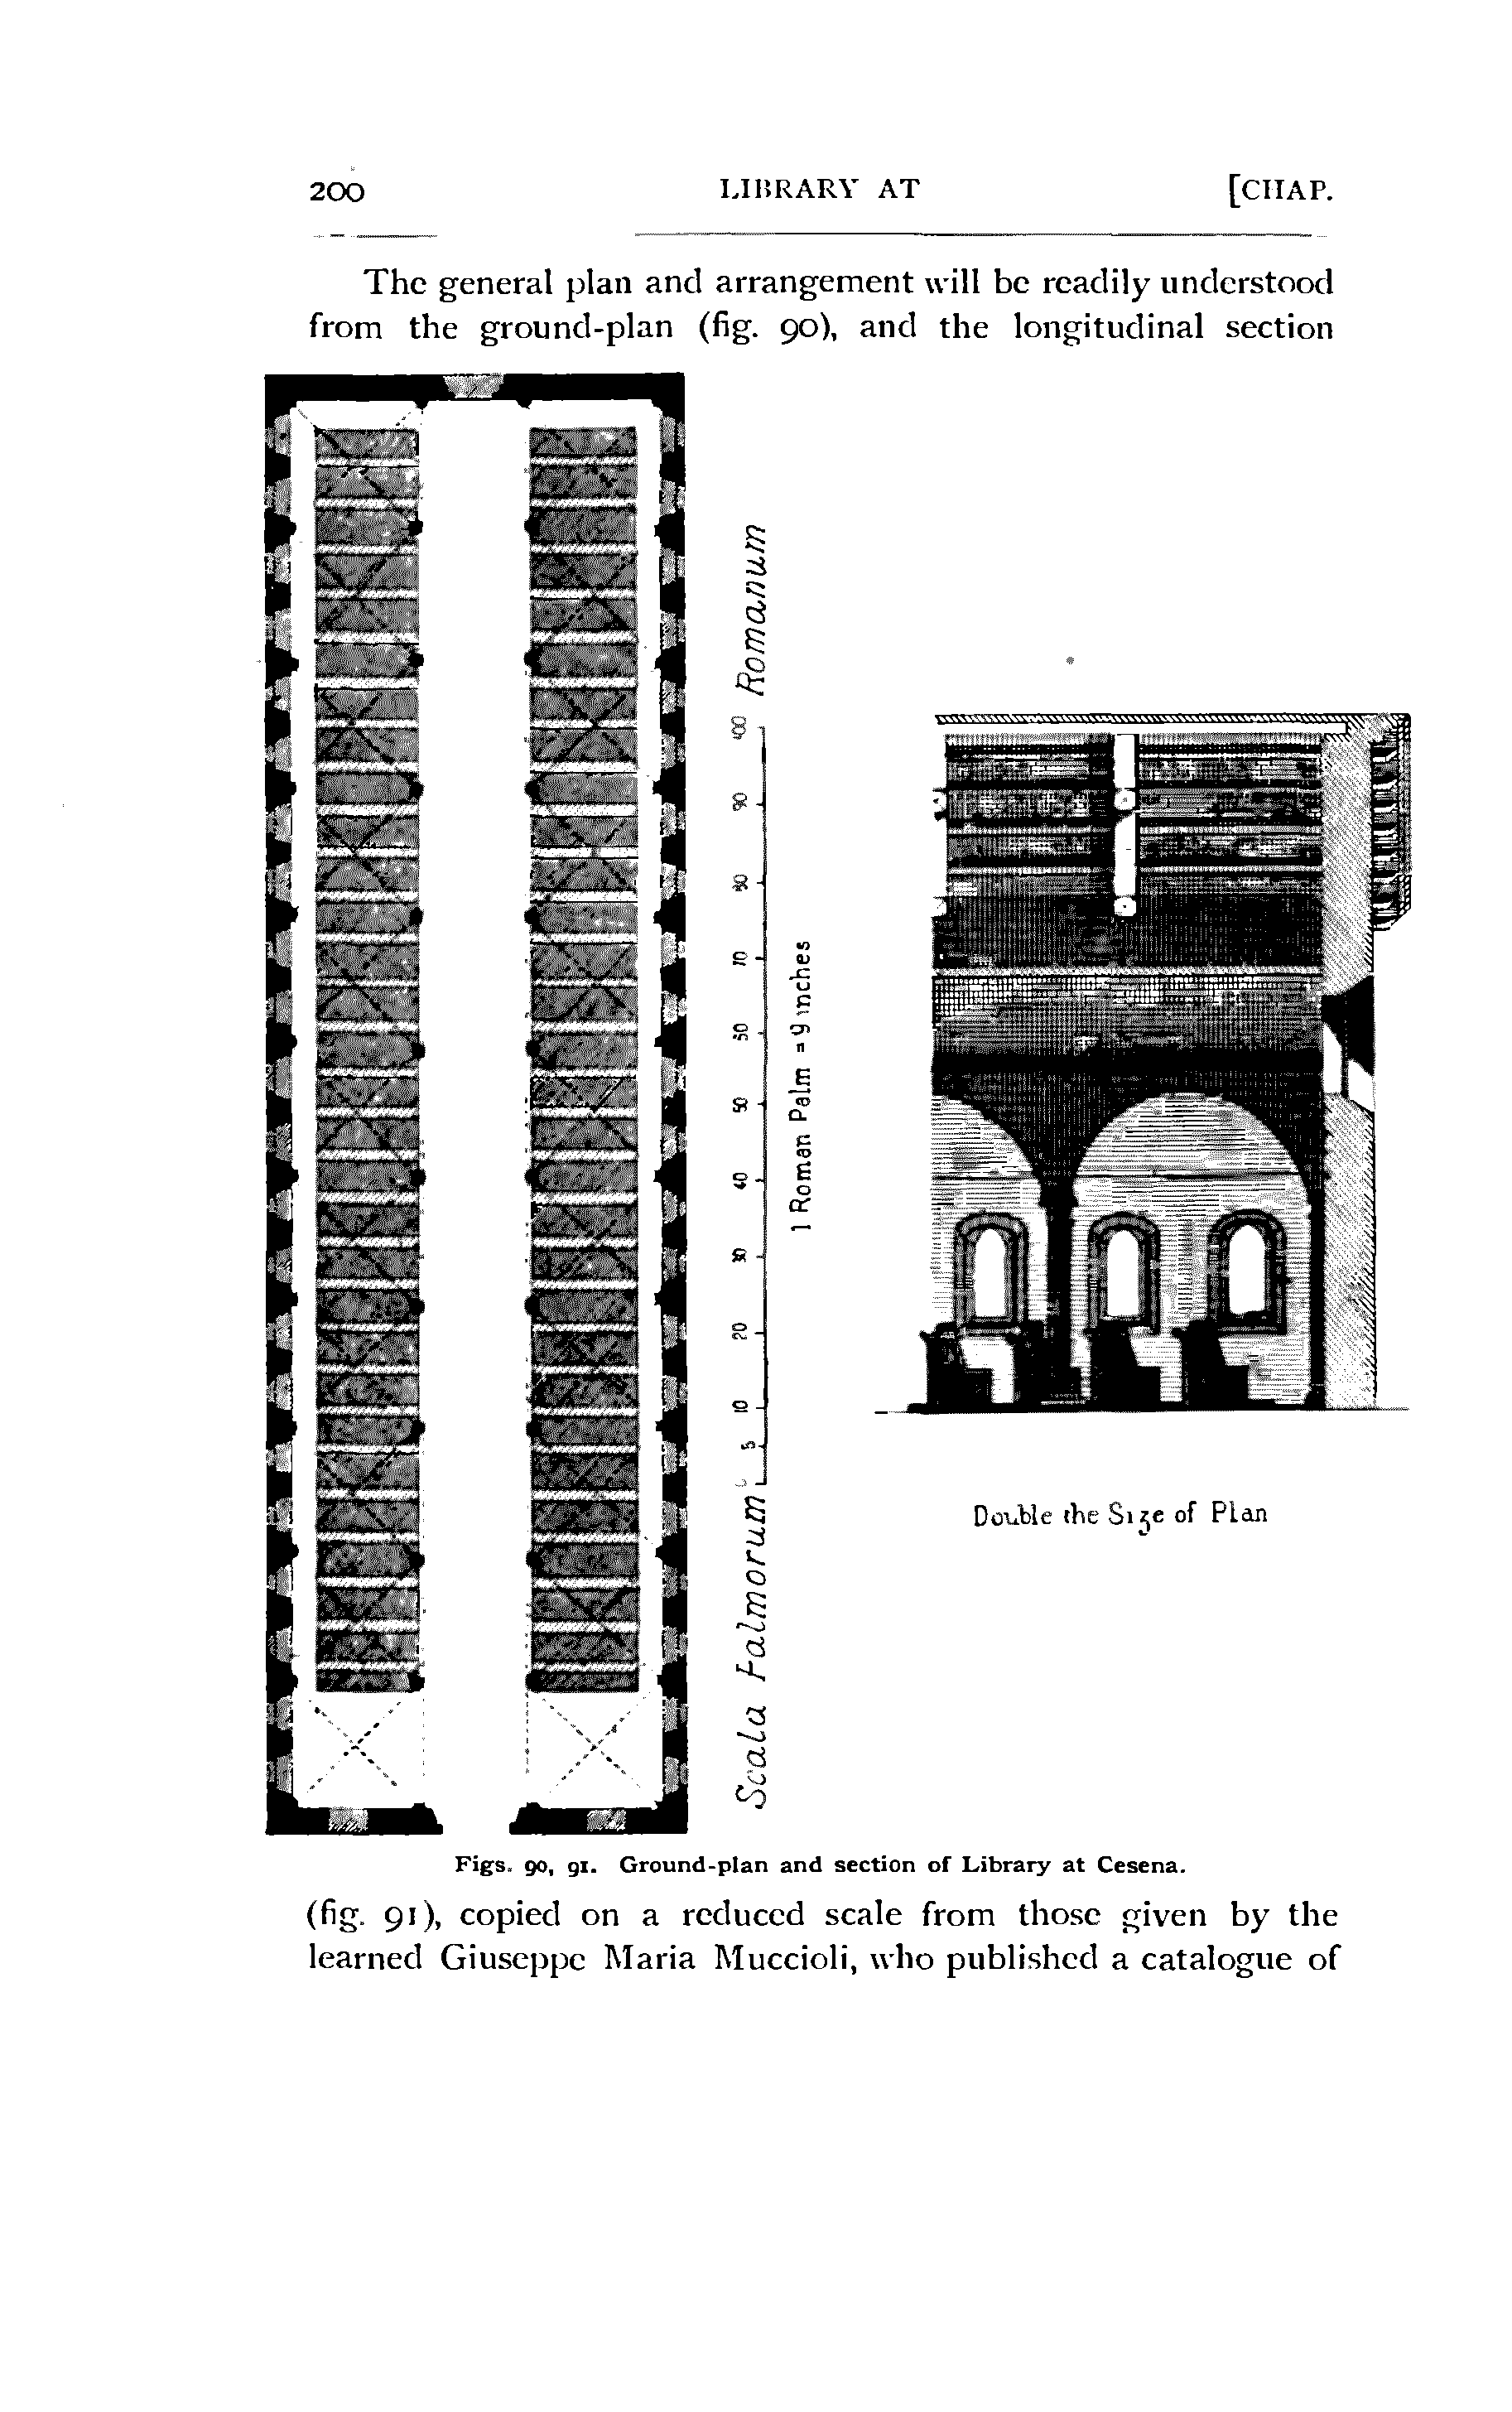 200 LIBRARY AT [CHAP.
The general plan and arrangement will be readily understood
from the ground-plan (fig. 90), and the longitudinal section
Scala Palmorum Romanum
0 5 10 20 30 40 50 50 70 80 90 100
1 Roman Palm = 9 inches
Double the Size of Plan
Figs. 90, 91. Ground-plan and section of Library at Cesena.
(fig. 91), copied on a reduced scale from those given by the
learned Giuseppe Maria Muccioli, who published a catalogue of